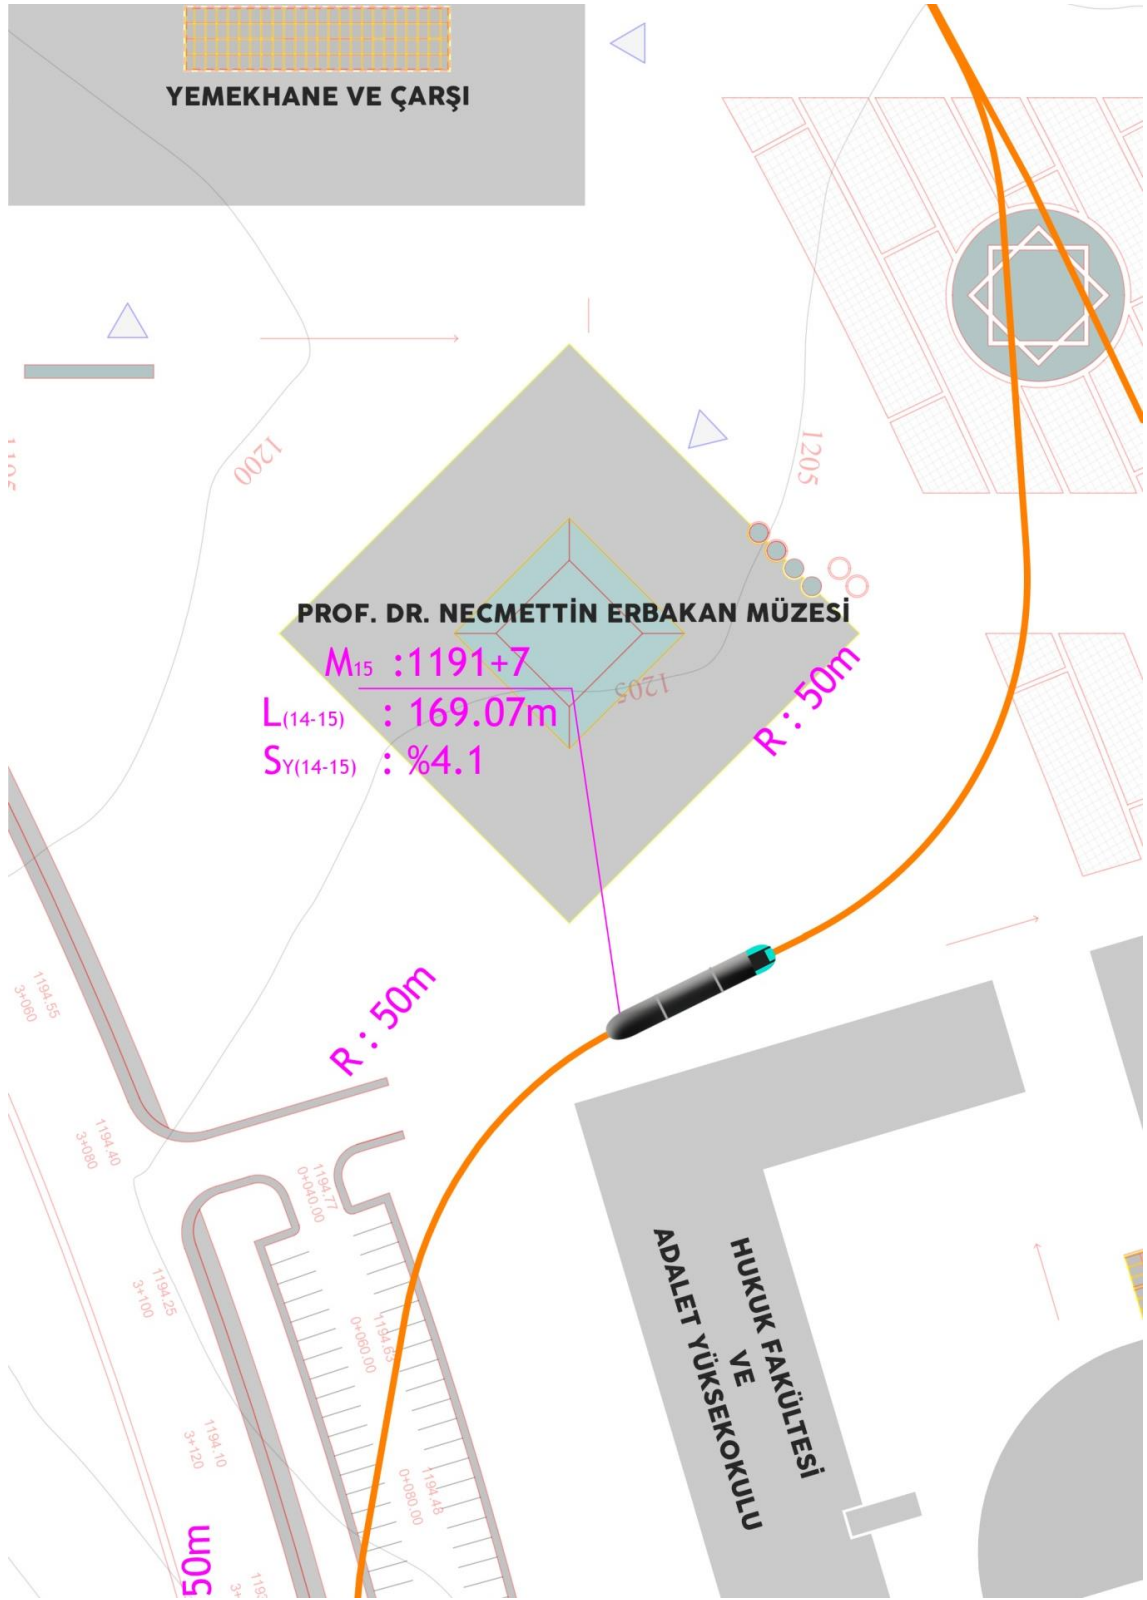 YEMEKHANE VE ÇARŞI
1200
1205
PROF. DR. NECMETTİN ERBAKAN MÜZESİ
M15 :1191+7
L(14-15) : 169.07m
SY(14-15) : %4.1
1205
R : 50m
R : 50m
1194.55
3+060
1194.40
3+080
1194.77
0+040.00
1194.25
3+100
1194.63
0+060.00
1194.10
3+120
1194.48
0+080.00
50m
HUKUK FAKÜLTESİ
VE
ADALET YÜKSEKOKULU